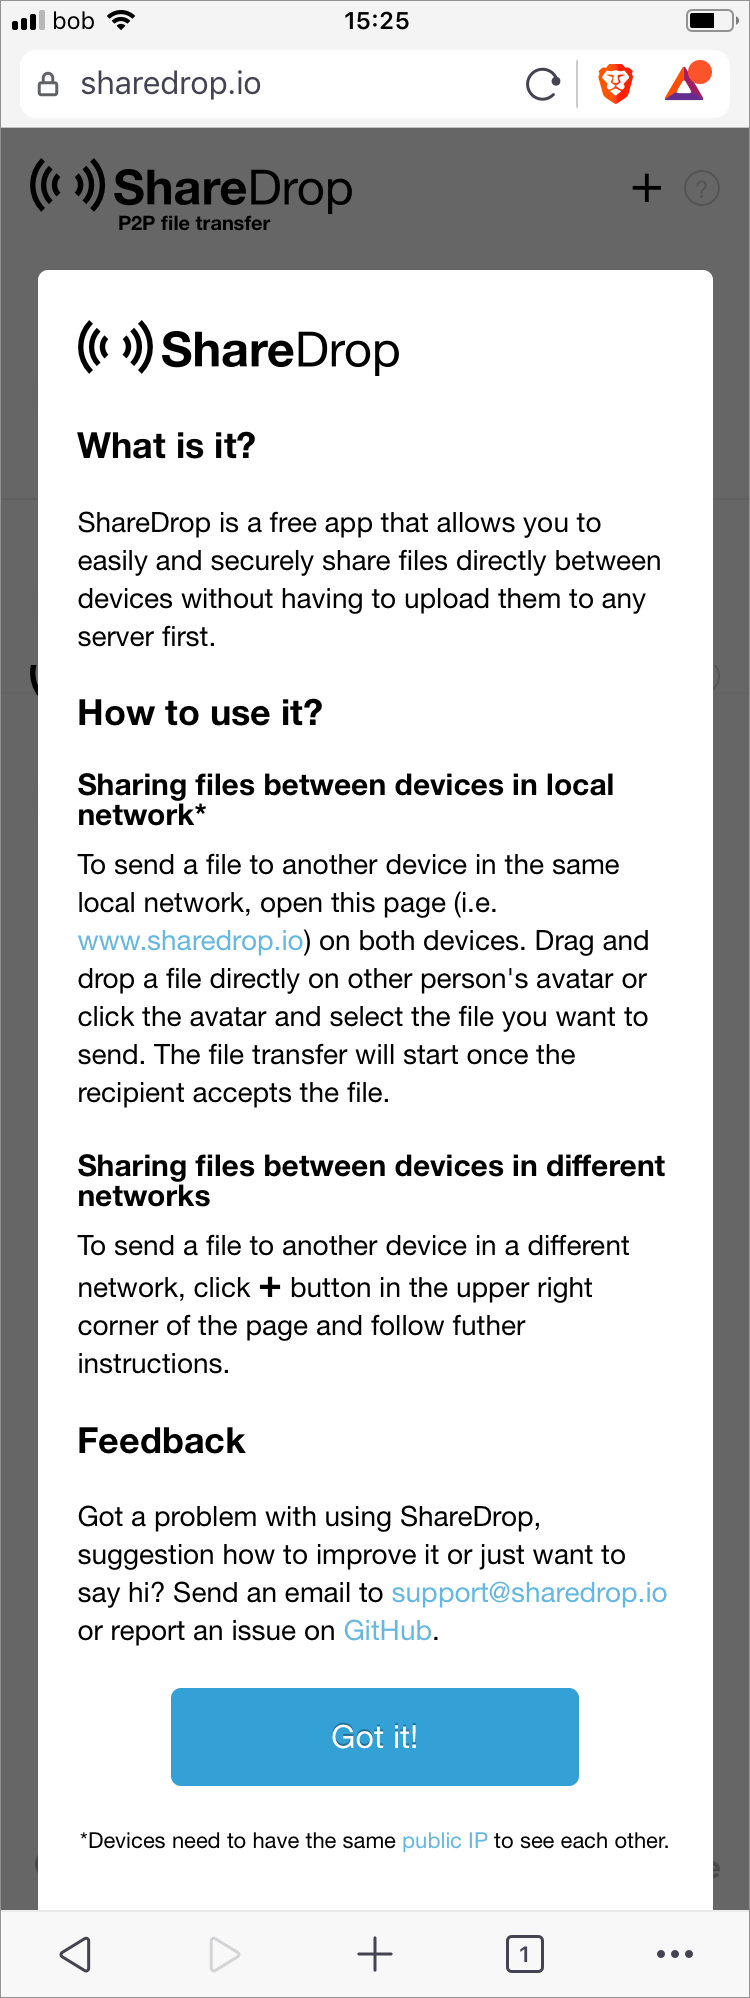 bob 15:25
sharedrop.io
ShareDrop
P2P file transfer
?
ShareDrop
What is it?
ShareDrop is a free app that allows you to
easily and securely share files directly between
devices without having to upload them to any
server first.
How to use it?
Sharing files between devices in local
network*
To send a file to another device in the same
local network, open this page (i.e.
www.sharedrop.io) on both devices. Drag and
drop a file directly on other person's avatar or
click the avatar and select the file you want to
send. The file transfer will start once the
recipient accepts the file.
Sharing files between devices in different
networks
To send a file to another device in a different
network, click + button in the upper right
corner of the page and follow futher
instructions.
Feedback
Got a problem with using ShareDrop,
suggestion how to improve it or just want to
say hi? Send an email to support@sharedrop.io
or report an issue on GitHub.
Got it!
*Devices need to have the same public IP to see each other.
1